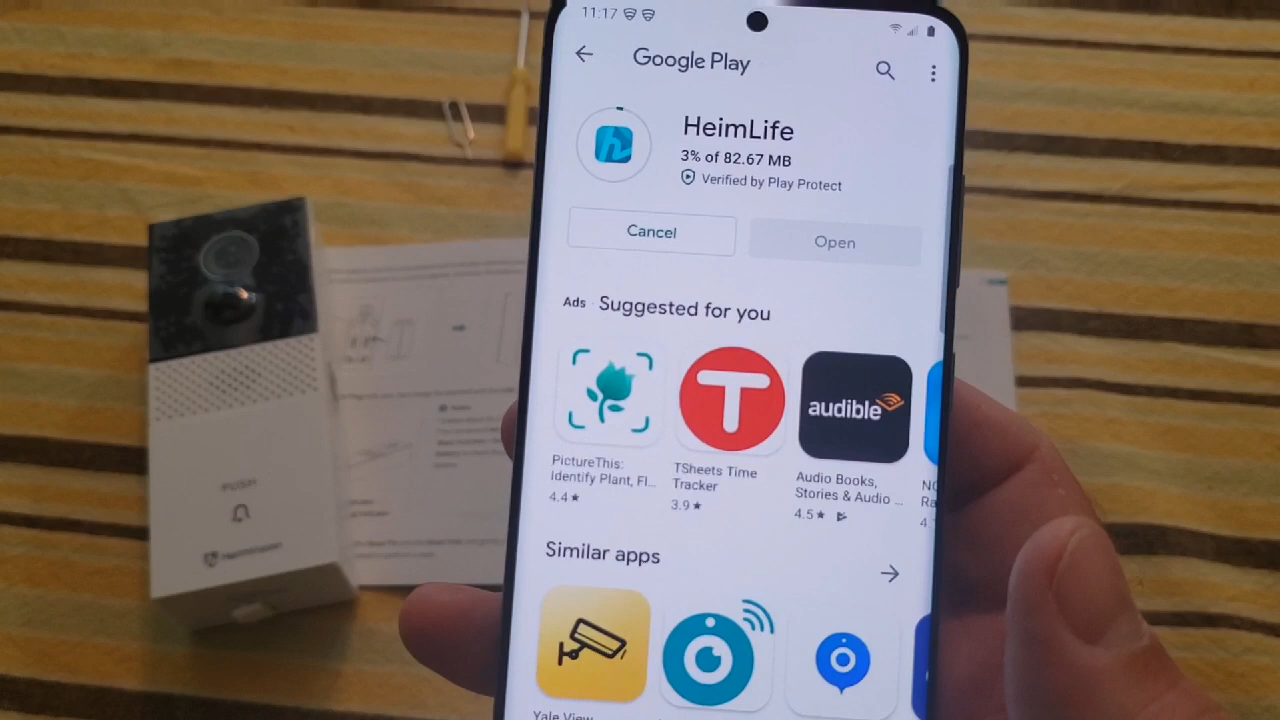 11:17
Google Play
HeimLife
3% of 82.67 MB
Verified by Play Protect
Cancel
Open
Ads Suggested for you
PictureThis:
Identify Plant, Fl...
4.4★
T
TSheets Time
Tracker
3.9★
audible
Audio Books,
Stories & Audio ...
4.5★
Similar apps
Yale View
PUSH
HeimVision